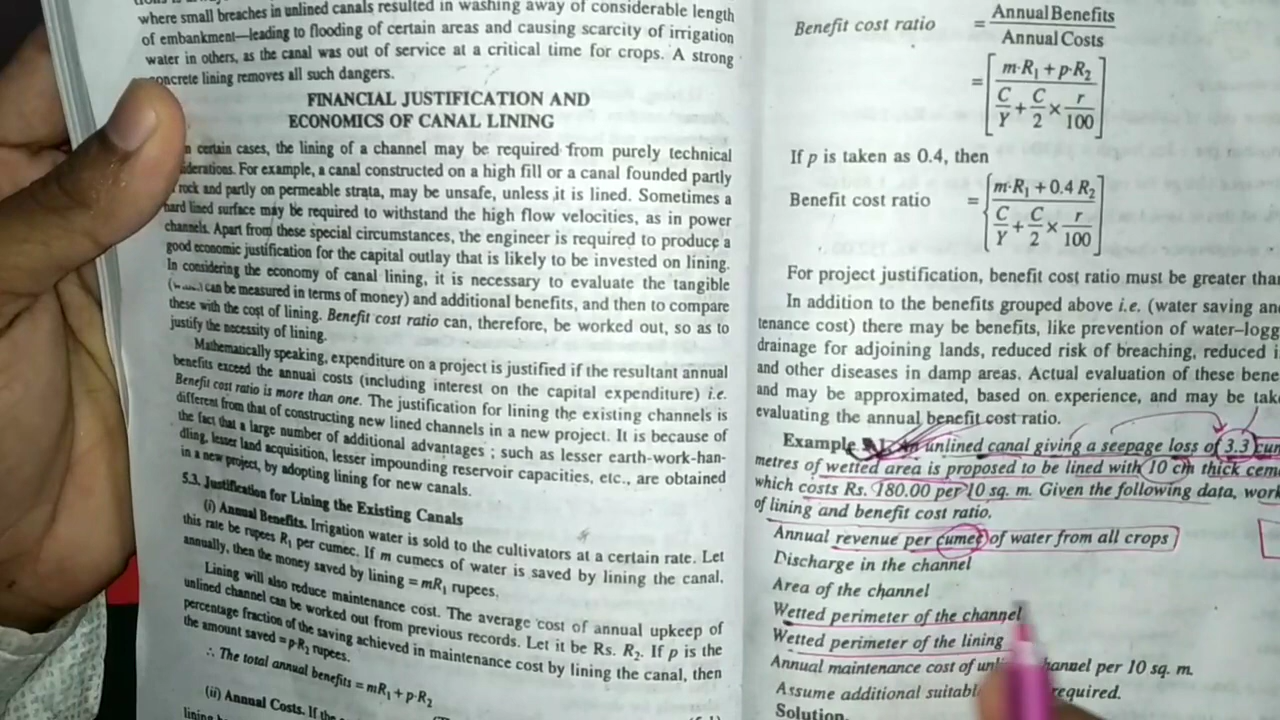 where small breaches in unlined canals resulted in washing away of considerable length
of embankment—leading to flooding of certain areas and causing scarcity of irrigation
water in others, as the canal was out of service at a critical time for crops. A strong
concrete lining removes all such dangers.
FINANCIAL JUSTIFICATION AND
ECONOMICS OF CANAL LINING
n certain cases, the lining of a channel may be required from purely technical
iderations. For example, a canal constructed on a high fill or a canal founded partly
rock and partly on permeable strata, may be unsafe, unless it is lined. Sometimes a
hard lined surface may be required to withstand the high flow velocities, as in power
channels. Apart from these special circumstances, the engineer is required to produce a
good economic justification for the capital outlay that is likely to be invested on lining.
In considering the economy of canal lining, it is necessary to evaluate the tangible
can be measured in terms of money) and additional benefits, and then to compare
these with the cost of lining. Benefit cost ratio can, therefore, be worked out, so as to
justify the necessity of lining.
Mathematically speaking, expenditure on a project is justified if the resultant annual
benefits exceed the annual costs (including interest on the capital expenditure) i.e.
Benefit cost ratio is more than one. The justification for lining the existing channels is
different from that of constructing new lined channels in a new project. It is because of
the fact that a large number of additional advantages ; such as lesser earth-work-han-
dling, lesser land acquisition, lesser impounding reservoir capacities, etc., are obtained
in a new project, by adopting lining for new canals.
5.3. Justification for Lining the Existing Canals
(i) Annual Benefits. Irrigation water is sold to the cultivators at a certain rate. Let
this rate be rupees R₁ per cumec. If m cumecs of water is saved by lining the canal,
annually, then the money saved by lining = mR₁ rupees.
Lining will also reduce maintenance cost. The average cost of annual upkeep of
unlined channel can be worked out from previous records. Let it be Rs. R₂. If p is the
percentage fraction of the saving achieved in maintenance cost by lining the canal, then
the amount saved = p·R₂ rupees.
∴ The total annual benefits = mR₁ + p·R₂
(ii) Annual Costs. If the
lining
Benefit cost ratio = Annual Benefits / Annual Costs
= [ (m·R₁ + p·R₂) / (C/Y + C/2 × r/100) ]
If p is taken as 0.4, then
Benefit cost ratio = { (m·R₁ + 0.4 R₂) / (C/Y + C/2 × r/100) ]
For project justification, benefit cost ratio must be greater tha
In addition to the benefits grouped above i.e. (water saving an
tenance cost) there may be benefits, like prevention of water–logg
drainage for adjoining lands, reduced risk of breaching, reduced i
and other diseases in damp areas. Actual evaluation of these bene
and may be approximated, based on experience, and may be tak
evaluating the annual benefit cost ratio.
Example unlined canal giving a seepage loss of 3.3 cu
metres of wetted area is proposed to be lined with 10 cm thick cem
which costs Rs. 180.00 per 10 sq. m. Given the following data, work
of lining and benefit cost ratio.
Annual revenue per cumec of water from all crops
Discharge in the channel
Area of the channel
Wetted perimeter of the channel
Wetted perimeter of the lining
Annual maintenance cost of unl hannel per 10 sq. m.
Assume additional suitabl required.
Solution.